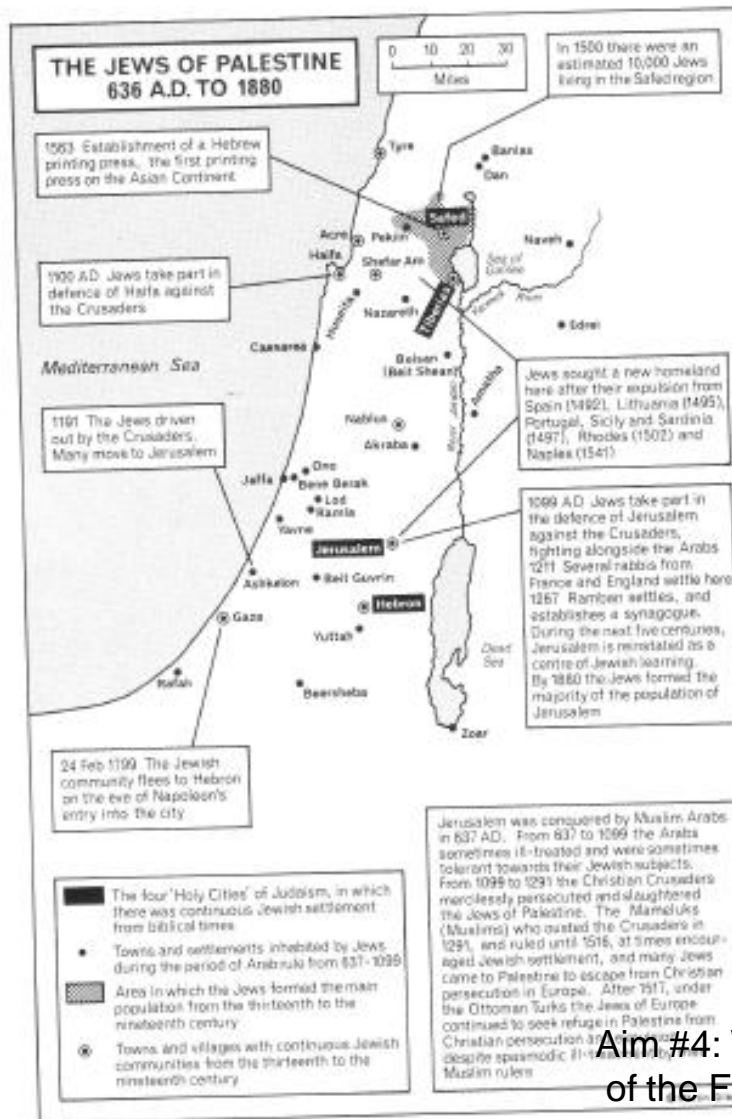 THE JEWS OF PALESTINE
636 A.D. TO 1880
0 10 20 30
Miles
In 1500 there were an
estimated 10,000 Jews
living in the Safed region
1563 Establishment of a Hebrew
printing press, the first printing
press on the Asian Continent
Tyre
Banias
Dan
Safed
Acre
Pekiin
Naveh
Haifa
Shefar Am
Sea of
Galilee
1100 AD. Jews take part in
defence of Haifa against
the Crusaders
Tiberias
Yarmuk River
Huseifa
Nazareth
Edrei
Caesarea
Mediterranean Sea
Beisan
(Beit Shean)
Amatha
Jews sought a new homeland
here after their expulsion from
Spain (1492), Lithuania (1495),
Portugal, Sicily and Sardinia
(1497), Rhodes (1502) and
Naples (1541)
1191 The Jews driven
out by the Crusaders.
Many move to Jerusalem
Nablus
Akraba
River Jordan
Ono
Jaffa
Bene Berak
Lod
Ramla
Yavne
Jerusalem
1099 AD Jews take part in
the defence of Jerusalem
against the Crusaders,
fighting alongside the Arabs
1211 Several rabbis from
France and England settle here
1267 Ramban settles, and
establishes a synagogue.
During the next five centuries,
Jerusalem is reinstated as a
centre of Jewish learning.
By 1880 the Jews formed the
majority of the population of
Jerusalem
Ashkelon
Beit Guvrin
Hebron
Gaza
Yuttah
Dead
Sea
Rafah
Beersheba
Zoar
24 Feb 1799 The Jewish
community flees to Hebron
on the eve of Napoleon's
entry into the city
The four 'Holy Cities' of Judaism, in which
there was continuous Jewish settlement
from biblical times
Towns and settlements inhabited by Jews
during the period of Arab rule from 637-1099
Area in which the Jews formed the main
population from the thirteenth to the
nineteenth century
Towns and villages with continuous Jewish
communities from the thirteenth to the
nineteenth century
Jerusalem was conquered by Muslim Arabs
in 637 AD. From 637 to 1099 the Arabs
sometimes ill-treated and were sometimes
tolerant towards their Jewish subjects.
From 1099 to 1291 the Christian Crusaders
mercilessly persecuted and slaughtered
the Jews of Palestine. The Mameluks
(Muslims) who ousted the Crusaders in
1291, and ruled until 1516, at times encour-
aged Jewish settlement, and many Jews
came to Palestine to escape from Christian
persecution in Europe. After 1517, under
the Ottoman Turks the Jews of Europe
continued to seek refuge in Palestine from
Christian persecution
despite spasmodic ill-
Muslim rulers
Aim #4:
of the F